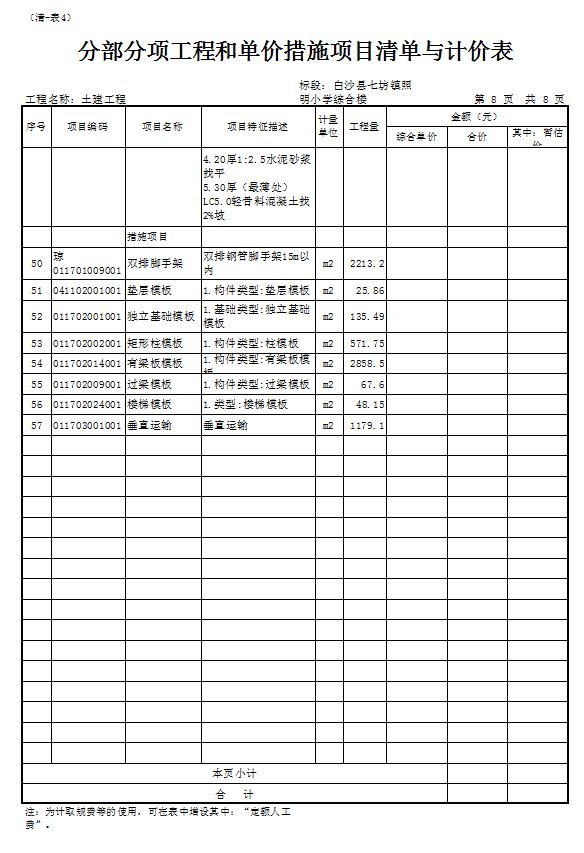 （清-表4）
分部分项工程和单价措施项目清单与计价表
标段：白沙县七坊镇照
工程名称：土建工程 明小学综合楼 第 8 页 共 8 页
序号 项目编码 项目名称 项目特征描述 计量单位 工程量 金额（元）
综合单价 合价 其中：暂估
4.20厚1:2.5水泥砂浆
找平
5.30厚（最薄处）
LC5.0轻骨料混凝土找
2%坡
措施项目
50 琼011701009001 双排脚手架 双排钢管脚手架15m以内 m2 2213.2
51 041102001001 垫层模板 1.构件类型:垫层模板 m2 25.86
52 011702001001 独立基础模板 1.基础类型:独立基础模板 m2 135.49
53 011702002001 矩形柱模板 1.构件类型:柱模板 m2 571.75
54 011702014001 有梁板模板 1.构件类型:有梁板模 m2 2858.5
55 011702009001 过梁模板 1.构件类型:过梁模板 m2 67.6
56 011702024001 楼梯模板 1.类型:楼梯模板 m2 48.15
57 011703001001 垂直运输 垂直运输 m2 1179.1
本页小计
合 计
注：为计取规费等的使用，可在表中增设其中：“定额人工
费”。